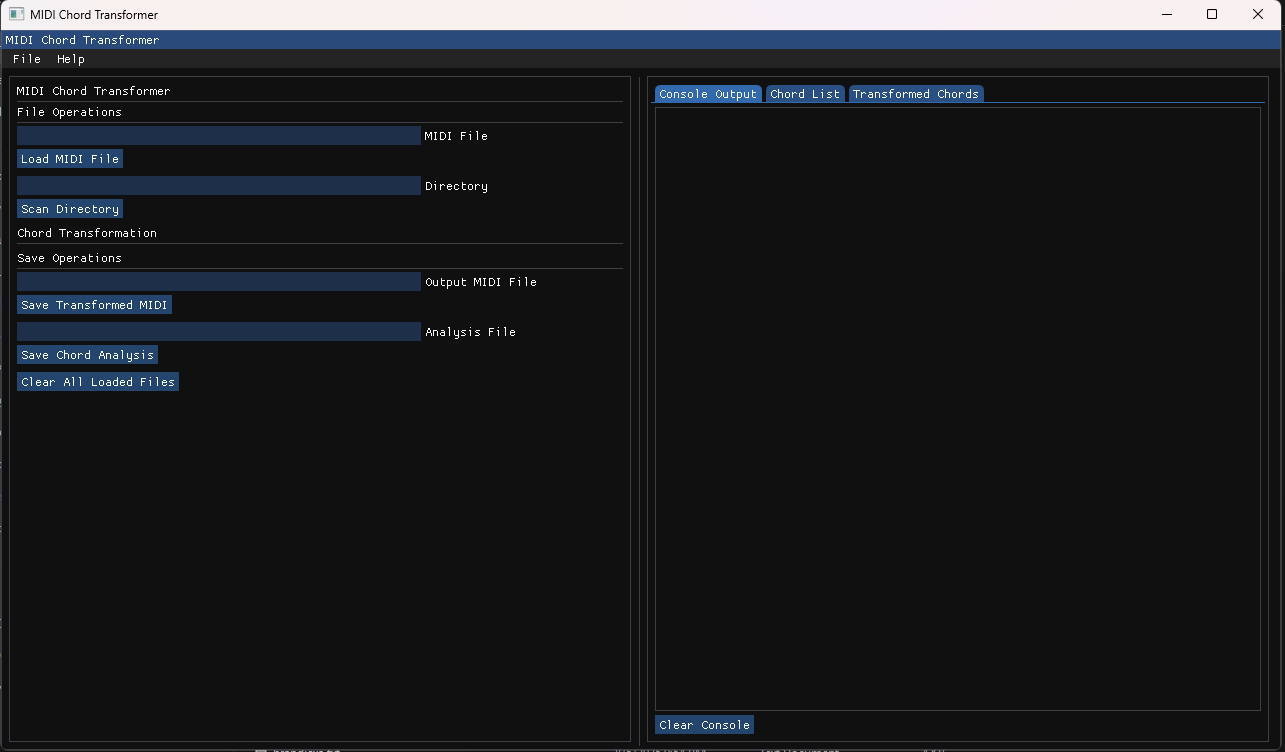 MIDI Chord Transformer
MIDI Chord Transformer
File Help
MIDI Chord Transformer
File Operations
MIDI File
Load MIDI File
Directory
Scan Directory
Chord Transformation
Save Operations
Output MIDI File
Save Transformed MIDI
Analysis File
Save Chord Analysis
Clear All Loaded Files
Console Output Chord List Transformed Chords
Clear Console